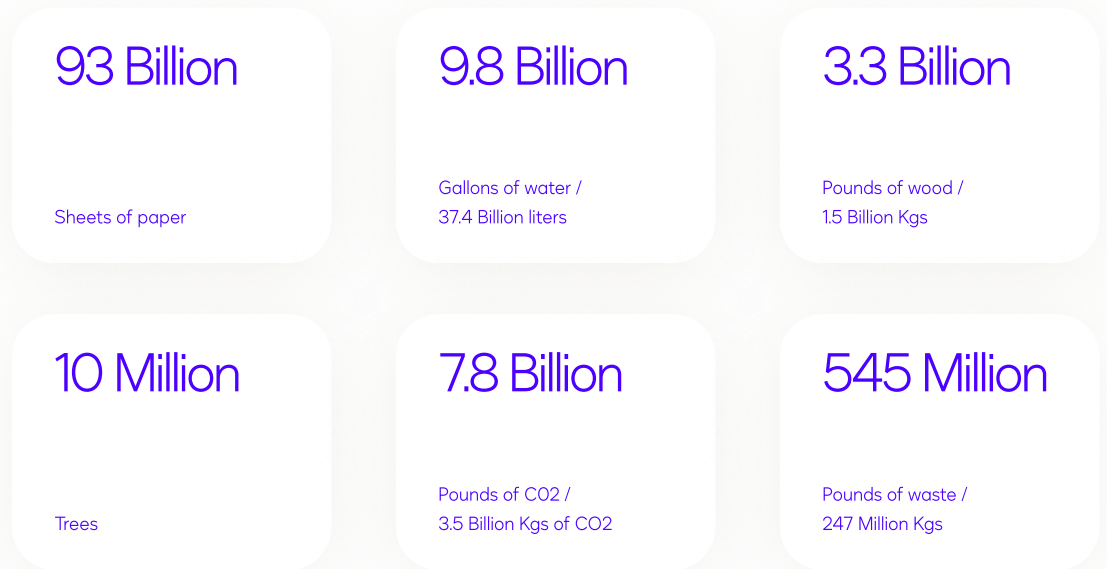 93 Billion
Sheets of paper
9.8 Billion
Gallons of water /
37.4 Billion liters
3.3 Billion
Pounds of wood /
1.5 Billion Kgs
10 Million
Trees
7.8 Billion
Pounds of C02 /
3.5 Billion Kgs of CO2
545 Million
Pounds of waste /
247 Million Kgs